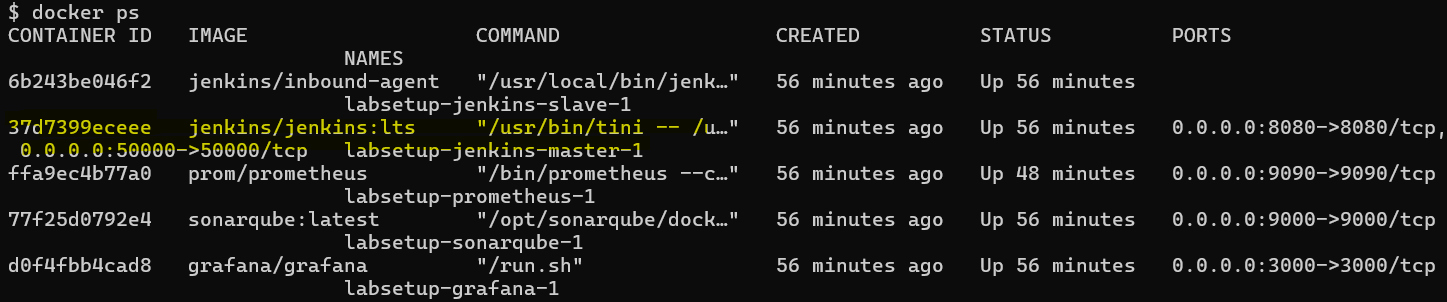 $ docker ps
CONTAINER ID   IMAGE                   COMMAND                  CREATED          STATUS          PORTS
                            NAMES
6b243be046f2   jenkins/inbound-agent   "/usr/local/bin/jenk…"   56 minutes ago   Up 56 minutes
                            labsetup-jenkins-slave-1
37d7399eceee   jenkins/jenkins:lts     "/usr/bin/tini -- /u…"   56 minutes ago   Up 56 minutes   0.0.0.0:8080->8080/tcp,
 0.0.0.0:50000->50000/tcp   labsetup-jenkins-master-1
ffa9ec4b77a0   prom/prometheus         "/bin/prometheus --c…"   56 minutes ago   Up 48 minutes   0.0.0.0:9090->9090/tcp
                            labsetup-prometheus-1
77f25d0792e4   sonarqube:latest        "/opt/sonarqube/dock…"   56 minutes ago   Up 56 minutes   0.0.0.0:9000->9000/tcp
                            labsetup-sonarqube-1
d0f4fbb4cad8   grafana/grafana         "/run.sh"                56 minutes ago   Up 56 minutes   0.0.0.0:3000->3000/tcp
                            labsetup-grafana-1